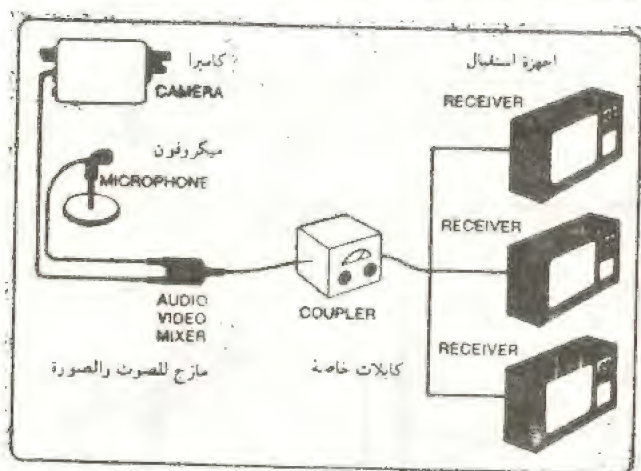 كاميرا
CAMERA
ميكروفون
MICROPHONE
AUDIO
VIDEO
MIXER
مازج للصوت والصورة
COUPLER
كابلات خاصة
اجهزة استقبال
RECEIVER
RECEIVER
RECEIVER